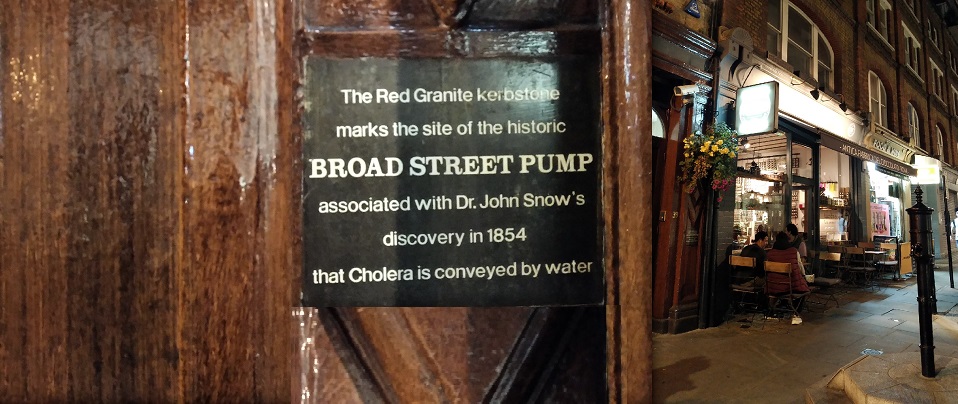 The Red Granite kerbstone
marks the site of the historic
BROAD STREET PUMP
associated with Dr. John Snow's
discovery in 1854
that Cholera is conveyed by water